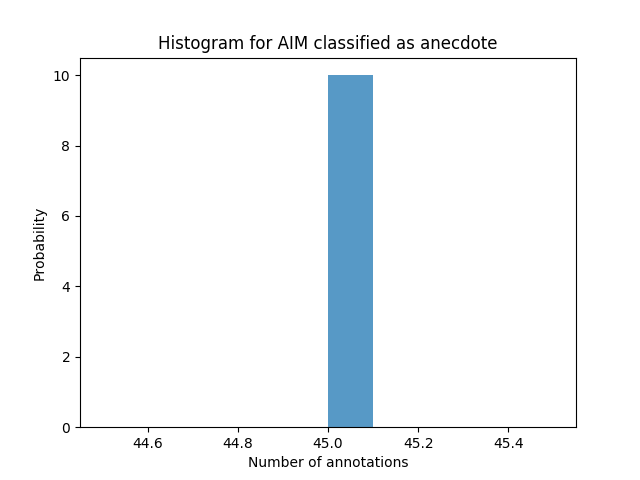 Histogram for AIM classified as anecdote
10
8
6
4
2
0
Probability
44.6 44.8 45.0 45.2 45.4
Number of annotations